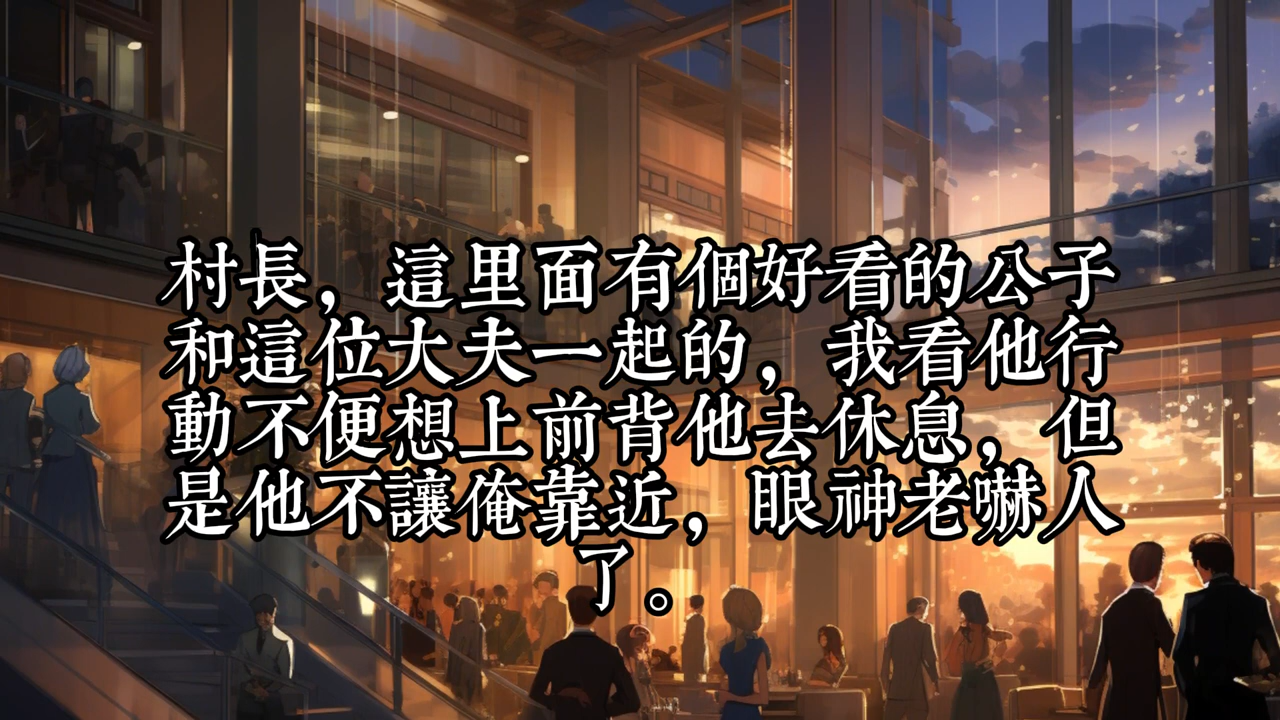 村長，這里面有個好看的公子
和這位大夫一起的，我看他行
動不便想上前背他去休息，但
是他不讓俺靠近，眼神老嚇人
了。